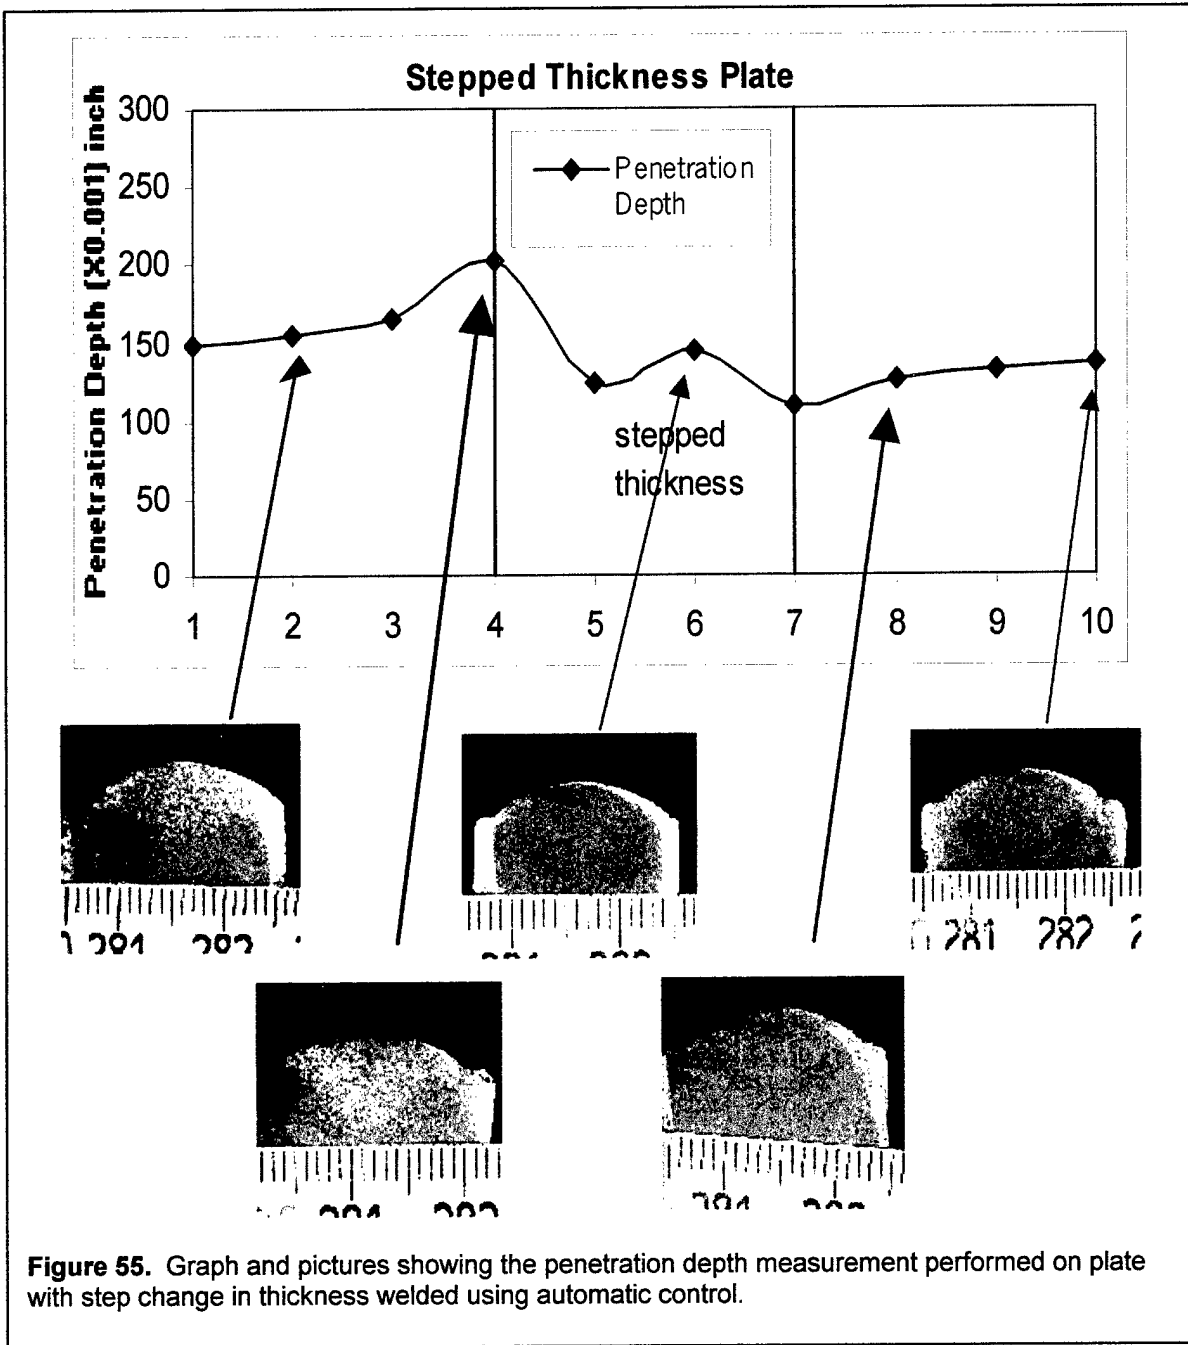 Stepped Thickness Plate
Penetration Depth (X0.001) inch
300
250
200
150
100
50
0
Penetration
Depth
stepped
thickness
1 2 3 4 5 6 7 8 9 10
281 282
281 282
Figure 55. Graph and pictures showing the penetration depth measurement performed on plate
with step change in thickness welded using automatic control.